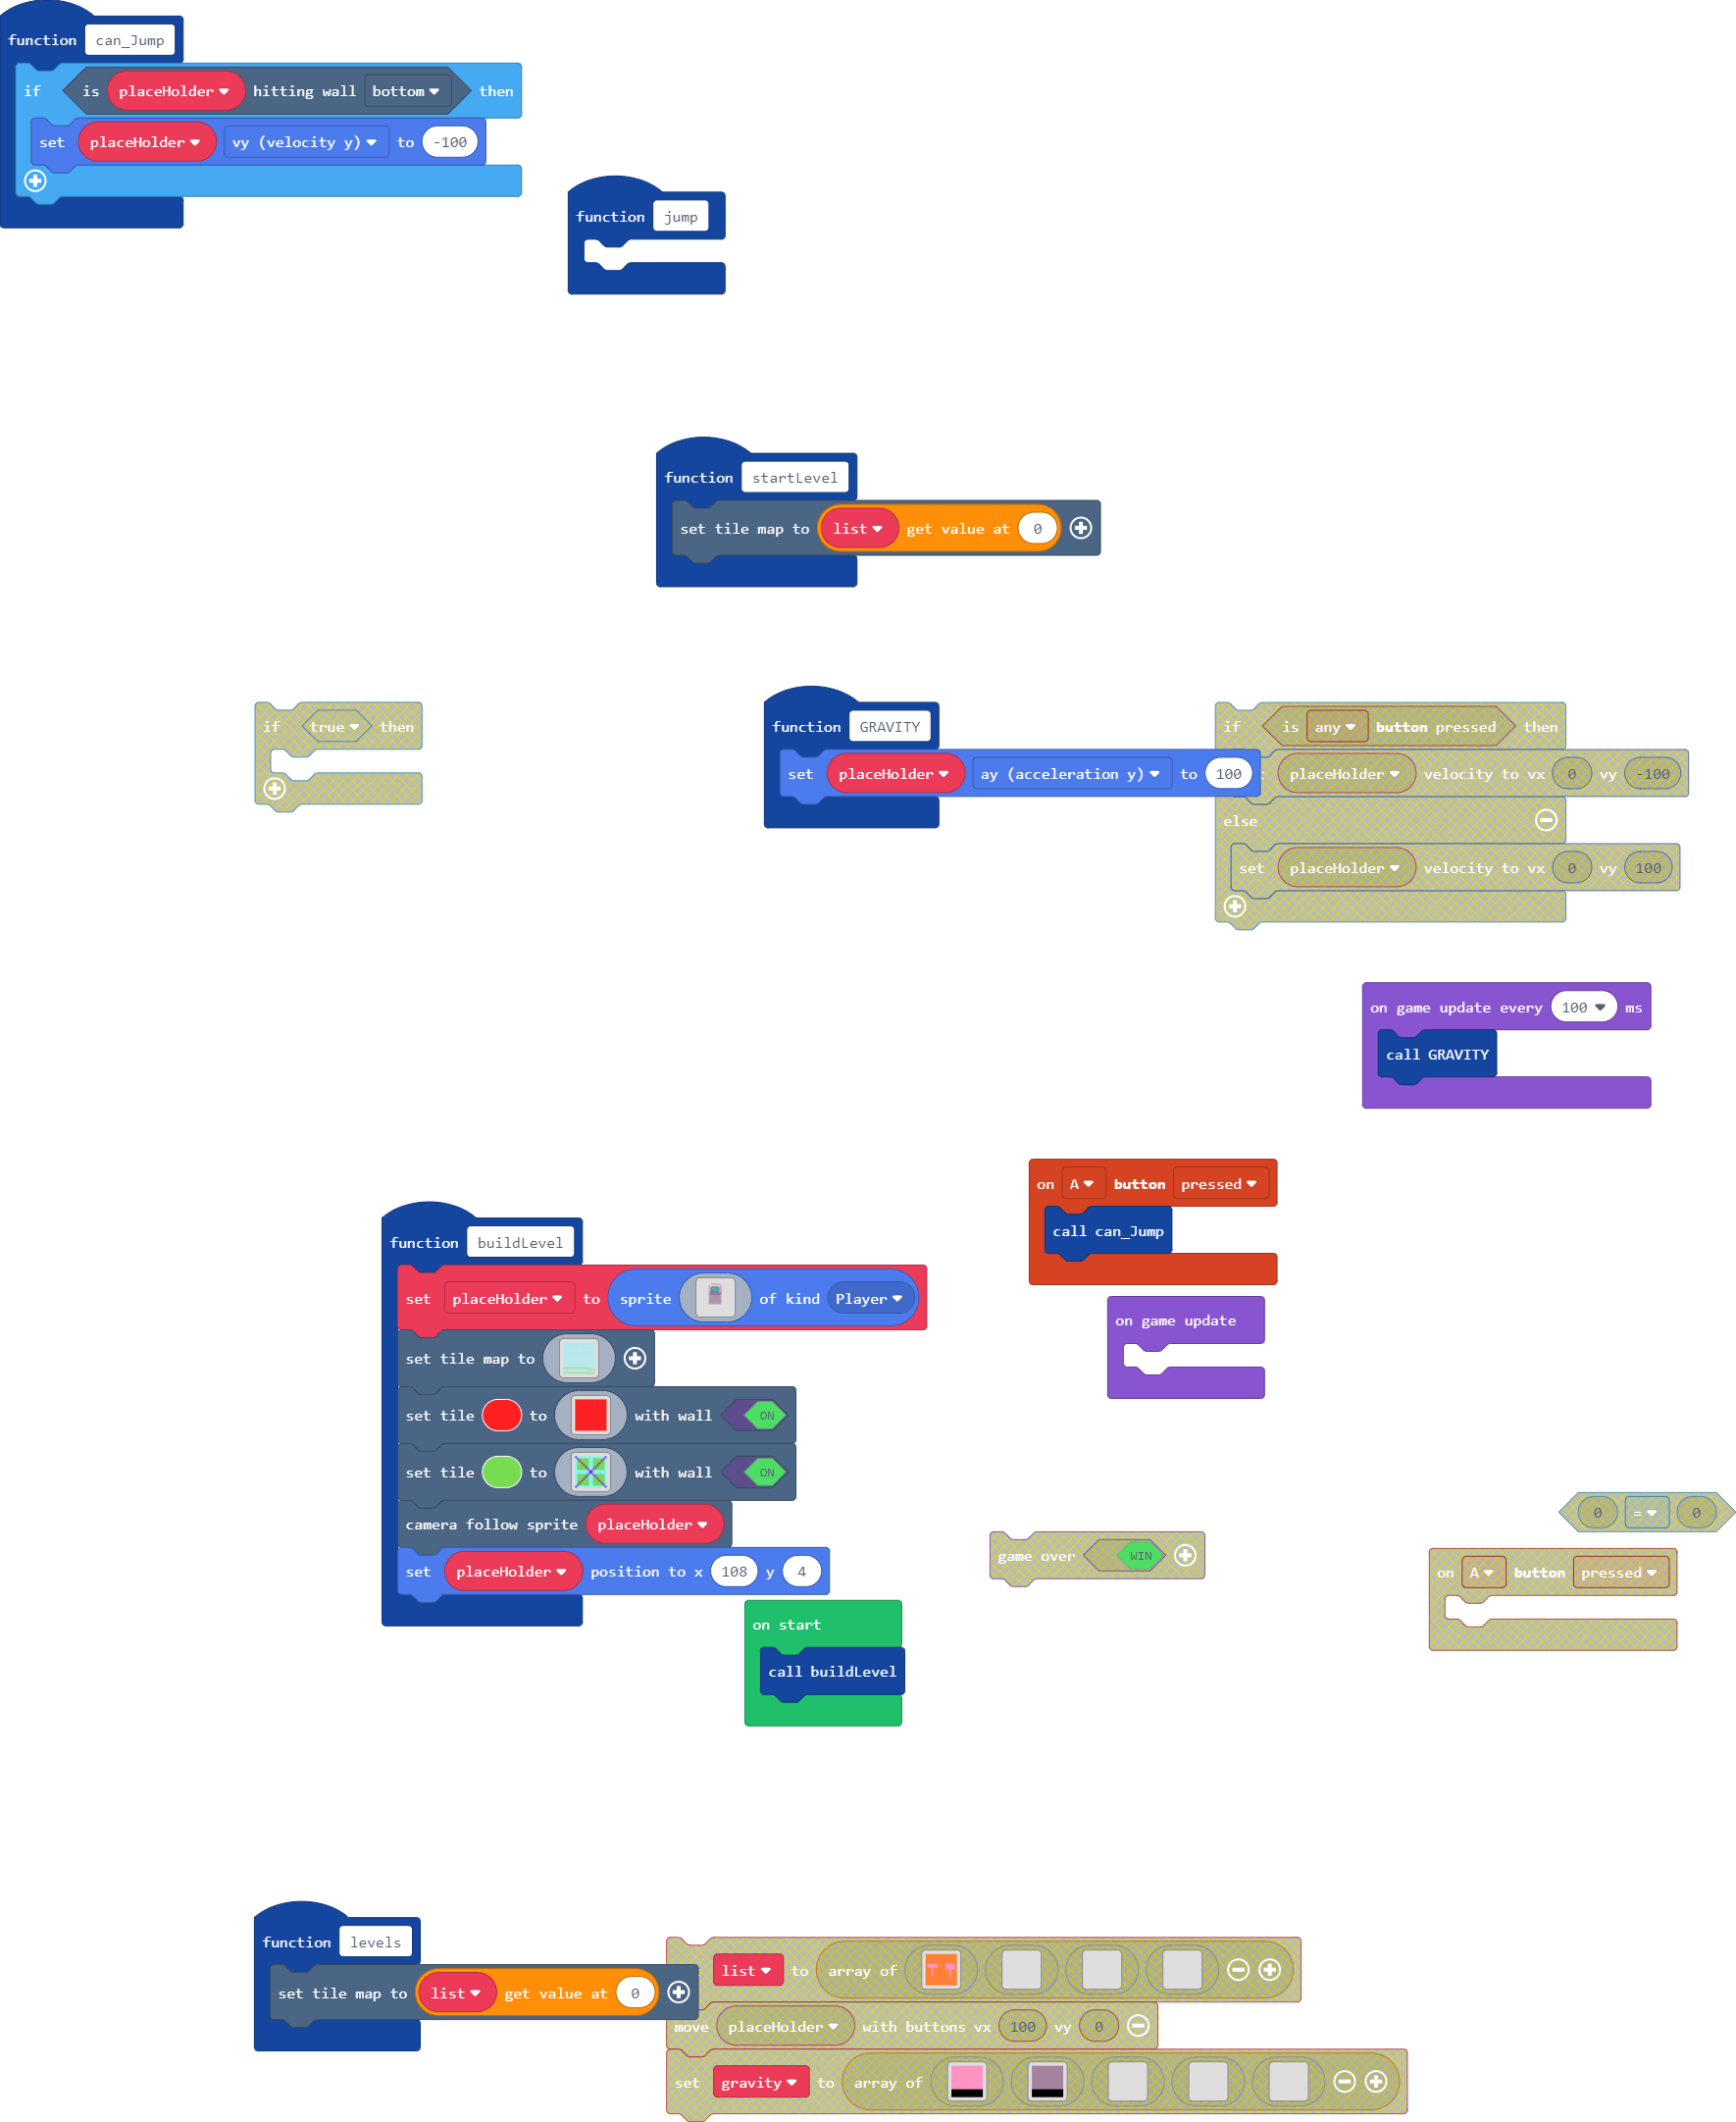 function can_Jump
if is placeHolder hitting wall bottom then
set placeHolder vy (velocity y) to -100
function jump
function startLevel
set tile map to list get value at 0
if true then
function GRAVITY
set placeHolder ay (acceleration y) to 100
if is any button pressed then
placeHolder velocity to vx 0 vy -100
else
set placeHolder velocity to vx 0 vy 100
on game update every 100 ms
call GRAVITY
on A button pressed
call can_Jump
on game update
function buildLevel
set placeHolder to sprite of kind Player
set tile map to
set tile to with wall ON
set tile to with wall ON
camera follow sprite placeHolder
set placeHolder position to x 108 y 4
on start
call buildLevel
game over WIN
0 = 0
on A button pressed
function levels
set tile map to list get value at 0
list to array of
move placeHolder with buttons vx 100 vy 0
set gravity to array of